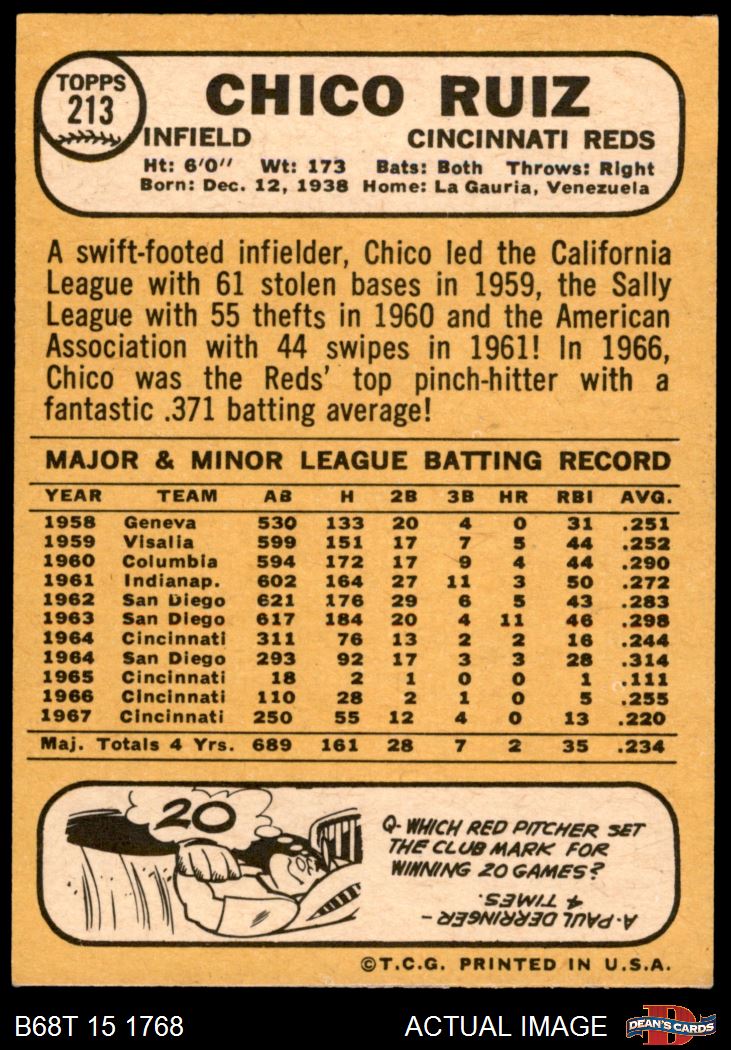 TOPPS
213
CHICO RUIZ
INFIELD CINCINNATI REDS
Ht: 6'0" Wt: 173 Bats: Both Throws: Right
Born: Dec. 12, 1938 Home: La Gauria, Venezuela
A swift-footed infielder, Chico led the California
League with 61 stolen bases in 1959, the Sally
League with 55 thefts in 1960 and the American
Association with 44 swipes in 1961! In 1966,
Chico was the Reds' top pinch-hitter with a
fantastic .371 batting average!
MAJOR & MINOR LEAGUE BATTING RECORD
YEAR TEAM AB H 2B 3B HR RBI AVG.
1958 Geneva 530 133 20 4 0 31 .251
1959 Visalia 599 151 17 7 5 44 .252
1960 Columbia 594 172 17 9 4 44 .290
1961 Indianap. 602 164 27 11 3 50 .272
1962 San Diego 621 176 29 6 5 43 .283
1963 San Diego 617 184 20 4 11 46 .298
1964 Cincinnati 311 76 13 2 2 16 .244
1964 San Diego 293 92 17 3 3 28 .314
1965 Cincinnati 18 2 1 0 0 1 .111
1966 Cincinnati 110 28 2 1 0 5 .255
1967 Cincinnati 250 55 12 4 0 13 .220
Maj. Totals 4 Yrs. 689 161 28 7 2 35 .234
20
Q- WHICH RED PITCHER SET
THE CLUB MARK FOR
WINNING 20 GAMES?
A. PAUL DERRINGER -
4 TIMES.
©T.C.G. PRINTED IN U.S.A.
B68T 15 1768 ACTUAL IMAGE
D
DEAN'S CARDS